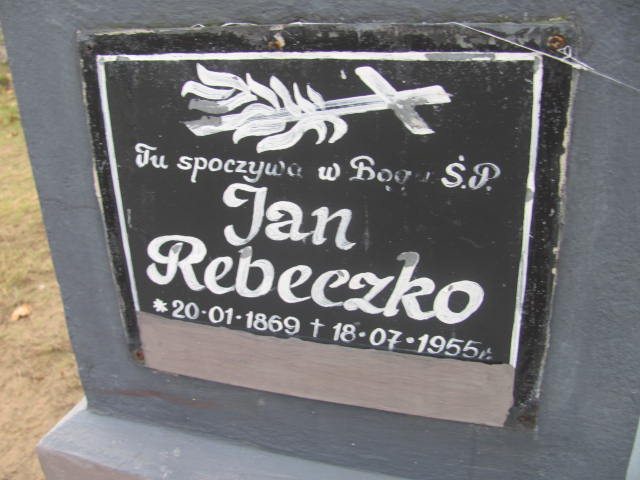 Tu spoczywa w Bogu Ś.P.
Jan
Rebeczko
*20·01·1869 † 18·07·1955r.